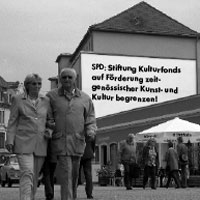 SPD: Stiftung Kulturfonds
auf Förderung zeit-
genössischer Kunst- und
Kultur begrenzen!